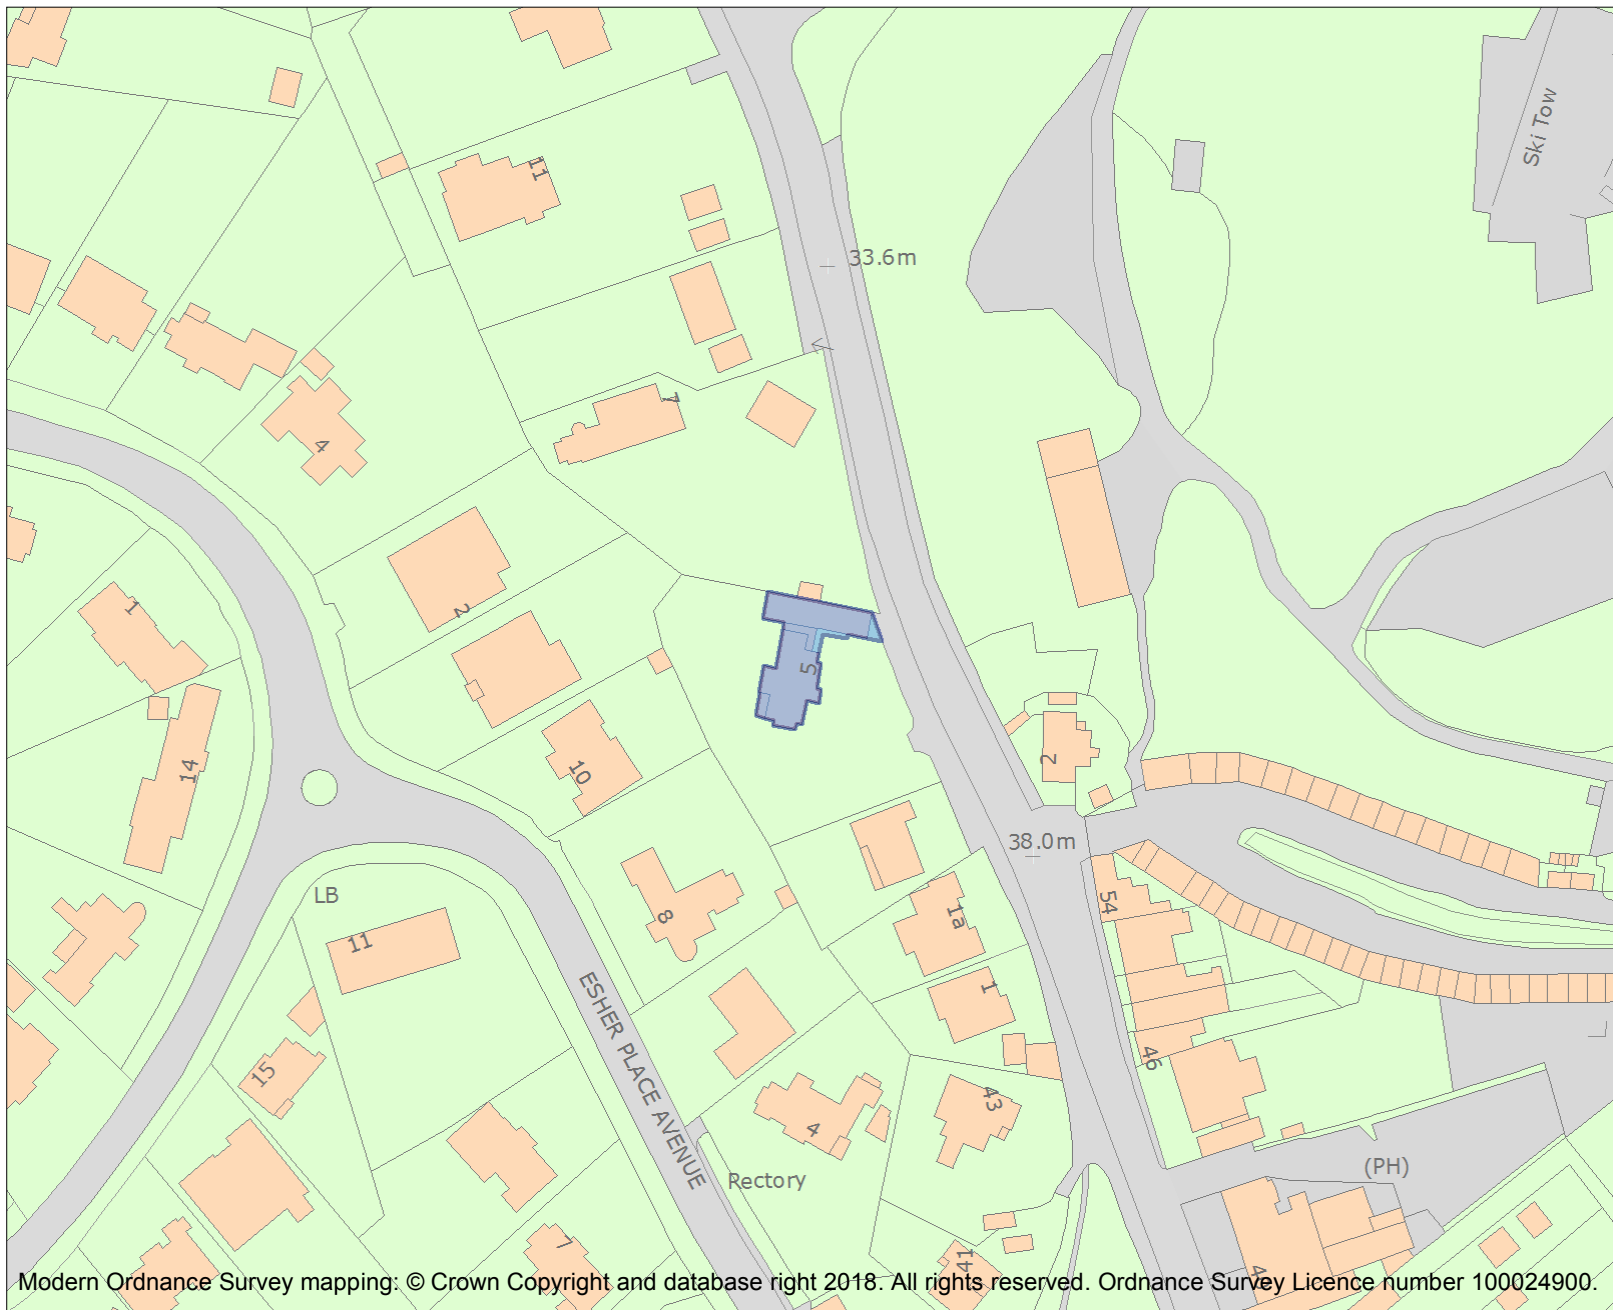 Ski Tow
11
33.6m
7
4
2
1
5
14
2
10
38.0m
LB
54
8
1a
11
1
ESHER PLACE AVENUE
46
15
43
4
(PH)
Rectory
7
41
Modern Ordnance Survey mapping: © Crown Copyright and database right 2018. All rights reserved. Ordnance Survey Licence number 100024900.